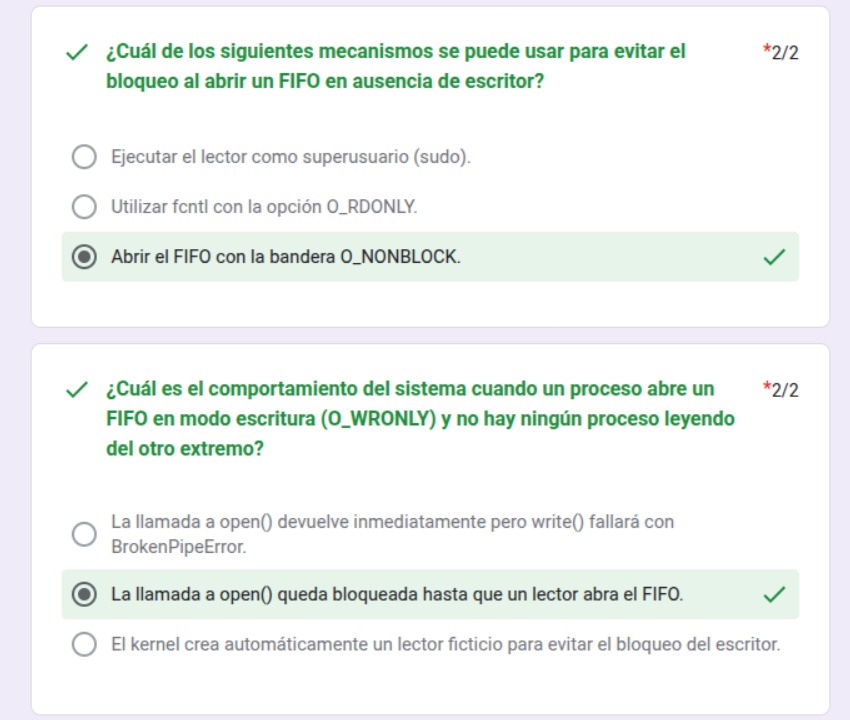 ¿Cuál de los siguientes mecanismos se puede usar para evitar el
*2/2
bloqueo al abrir un FIFO en ausencia de escritor?
Ejecutar el lector como superusuario (sudo).
Utilizar fcntl con la opción O_RDONLY.
Abrir el FIFO con la bandera O_NONBLOCK.
¿Cuál es el comportamiento del sistema cuando un proceso abre un
*2/2
FIFO en modo escritura (O_WRONLY) y no hay ningún proceso leyendo
del otro extremo?
La llamada a open() devuelve inmediatamente pero write() fallará con
BrokenPipeError.
La llamada a open() queda bloqueada hasta que un lector abra el FIFO.
El kernel crea automáticamente un lector ficticio para evitar el bloqueo del escritor.